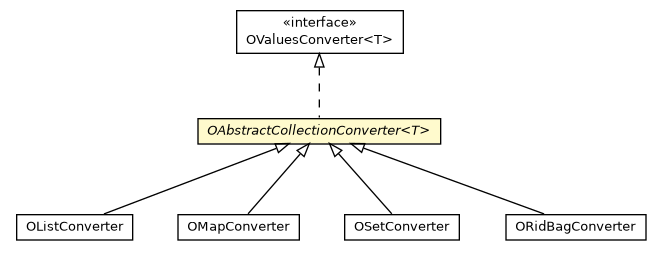 «interface»
OValuesConverter<T>
OAbstractCollectionConverter<T>
OListConverter
OMapConverter
OSetConverter
ORidBagConverter